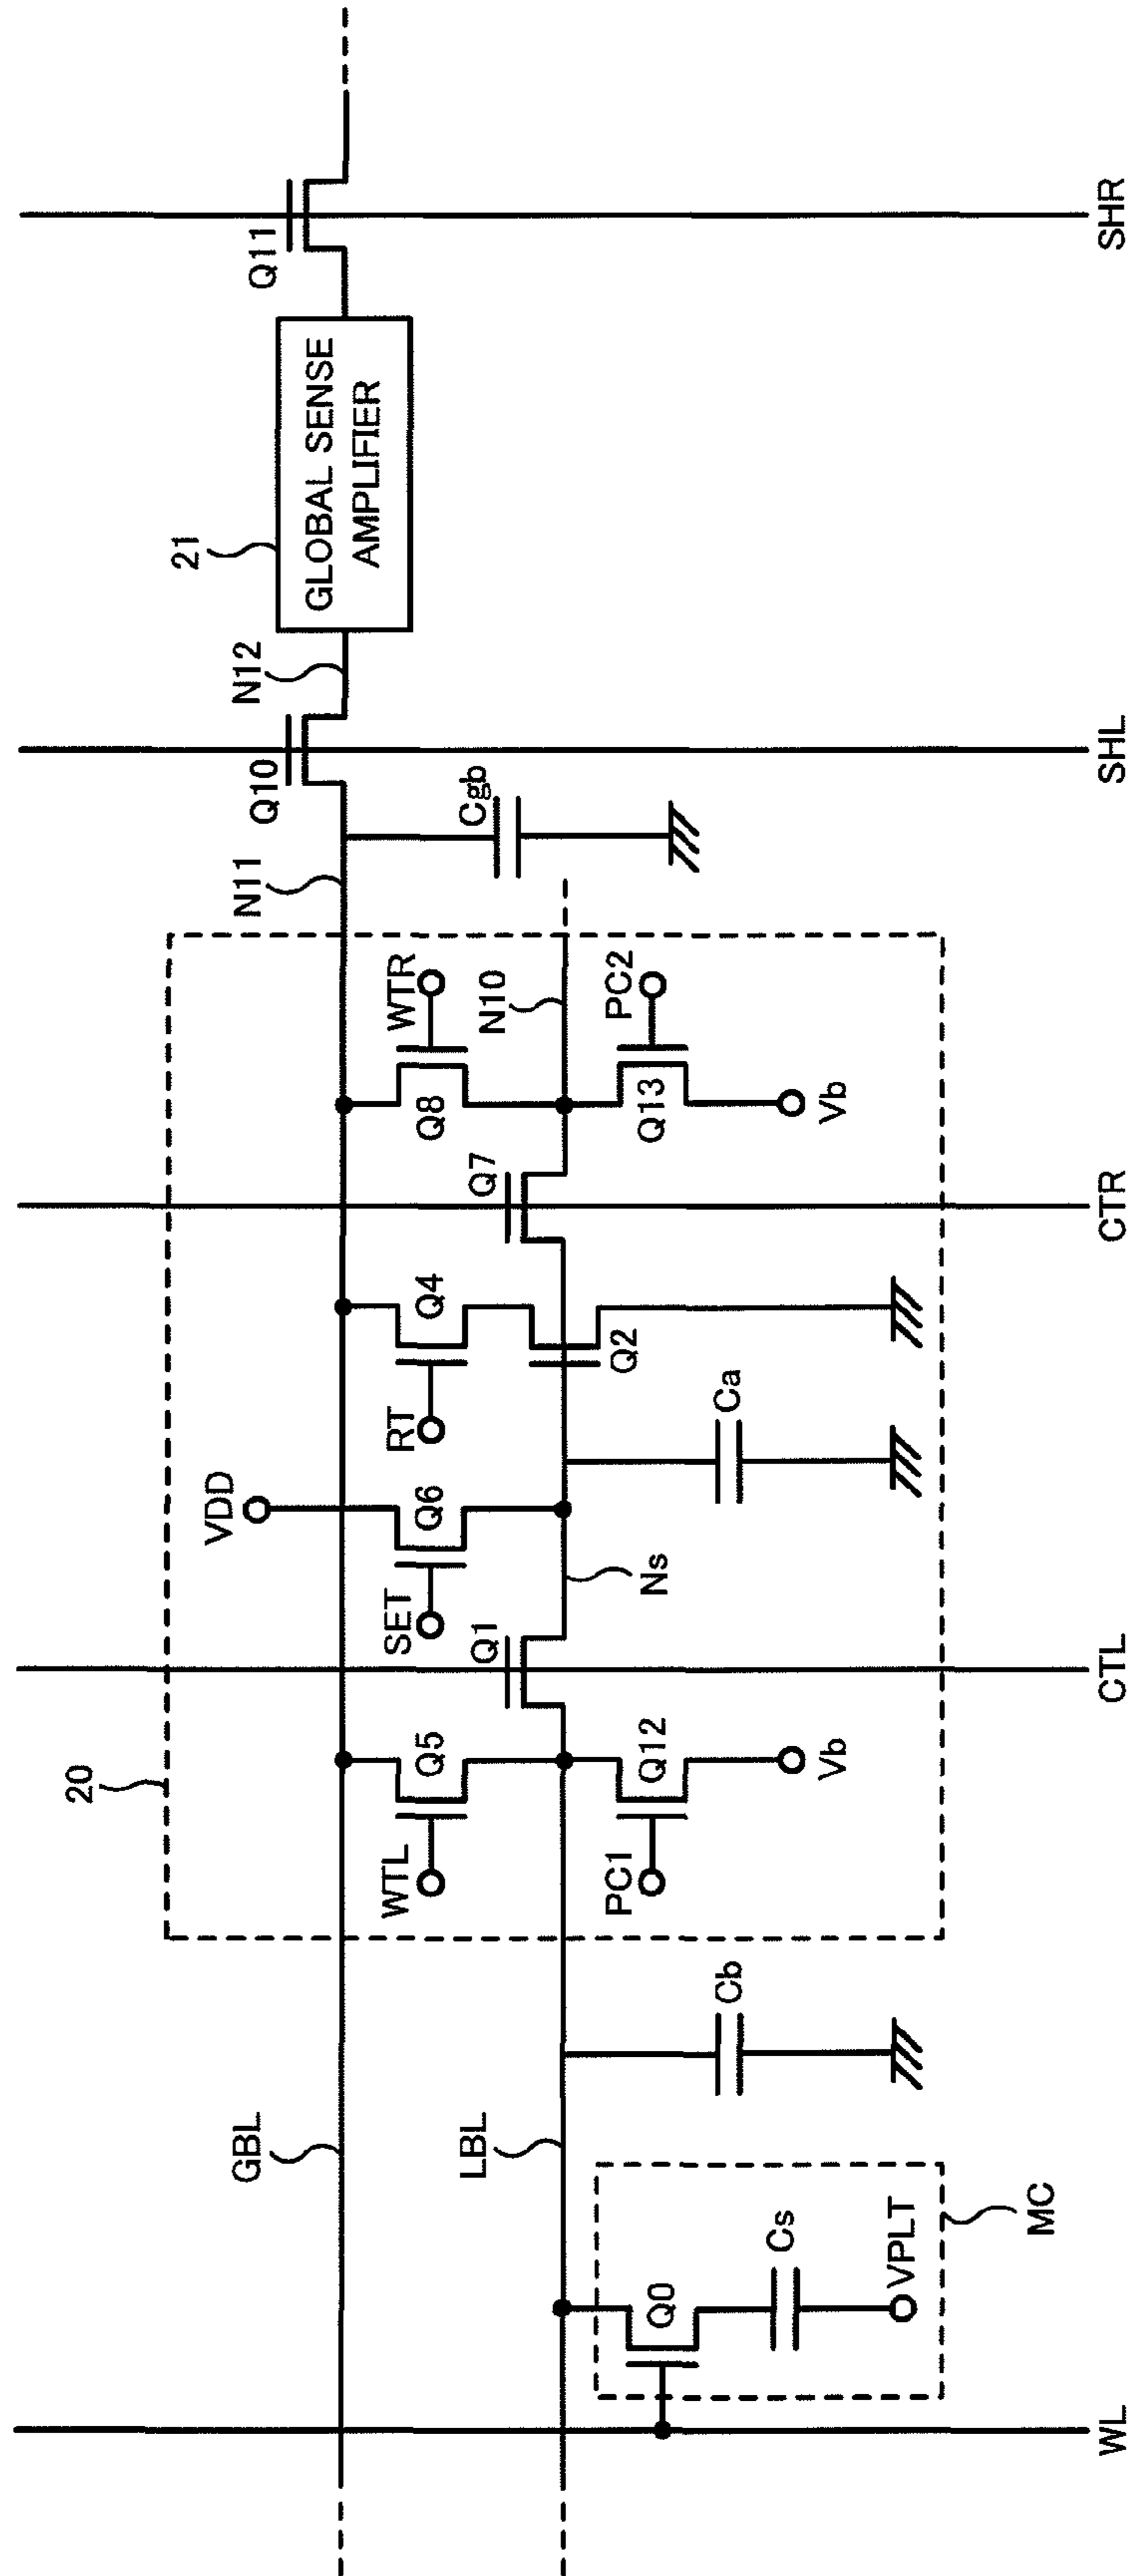 GBL
20
VDD
N11
Q10
N12
21
GLOBAL SENSE
AMPLIFIER
Q11
WTL
Q5
SET
Q6
RT
Q4
Q8
WTR
Cgb
LBL
Q1
Ns
Q2
Q7
N10
Q0
Cs
VPLT
MC
Cb
PC1
Q12
Vb
Ca
Q13
PC2
Vb
WL
CTL
CTR
SHL
SHR